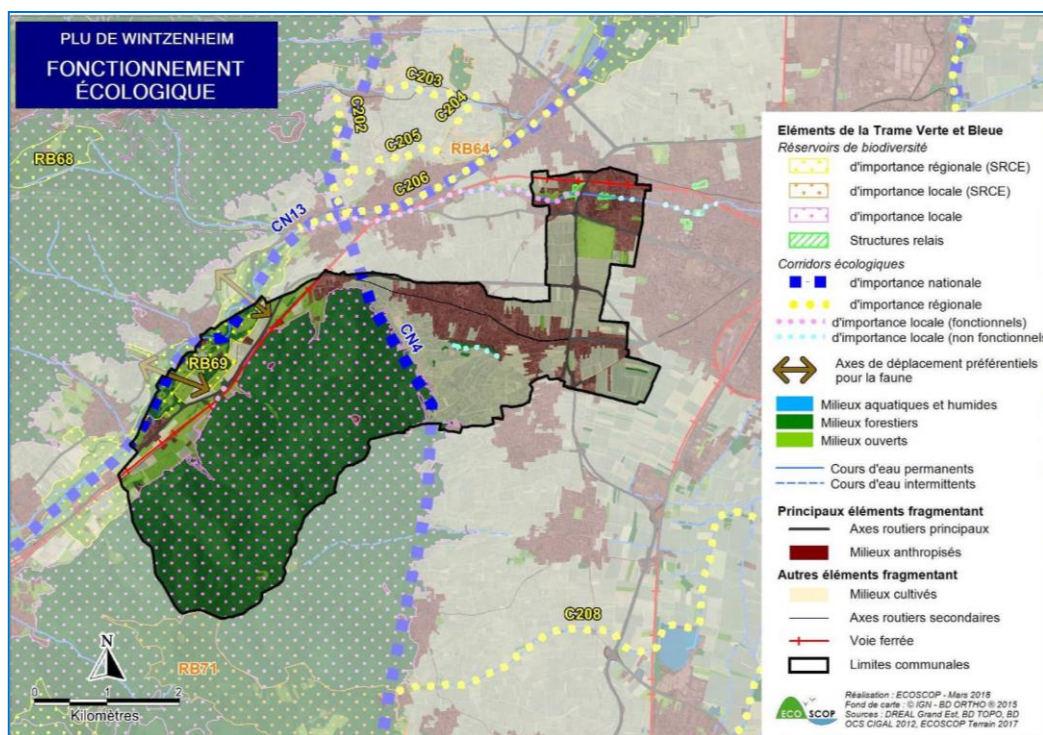 PLU DE WINTZENHEIM
FONCTIONNEMENT
ÉCOLOGIQUE
RB68
C202
C203
C204
C205
RB64
C206
CN13
CN4
RB69
C208
RB71
N
0 1 2
Kilomètres
Eléments de la Trame Verte et Bleue
Réservoirs de biodiversité
d'importance régionale (SRCE)
d'importance locale (SRCE)
d'importance locale
Structures relais
Corridors écologiques
d'importance nationale
d'importance régionale
d'importance locale (fonctionnels)
d'importance locale (non fonctionnels
Axes de déplacement préférentiels
pour la faune
Milieux aquatiques et humides
Milieux forestiers
Milieux ouverts
Cours d'eau permanents
Cours d'eau intermittents
Principaux éléments fragmentant
Axes routiers principaux
Milieux anthropisés
Autres éléments fragmentant
Milieux cultivés
Axes routiers secondaires
Voie ferrée
Limites communales
ECO SCOP
Réalisation : ECOSCOP - Mars 2018
Fond de carte : © IGN - BD ORTHO ® 2015
Sources : DREAL Grand Est, BD TOPO, BD
OCS CIGAL 2012, ECOSCOP Terrain 2017